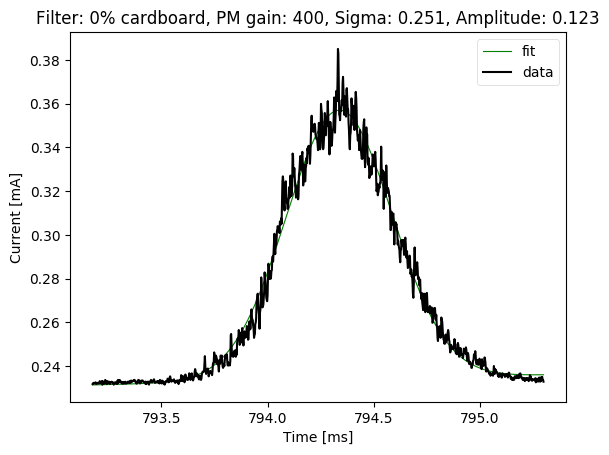 Filter: 0% cardboard, PM gain: 400, Sigma: 0.251, Amplitude: 0.123
fit
data
0.38
0.36
0.34
0.32
0.30
0.28
0.26
0.24
Current [mA]
793.5
794.0
794.5
795.0
Time [ms]